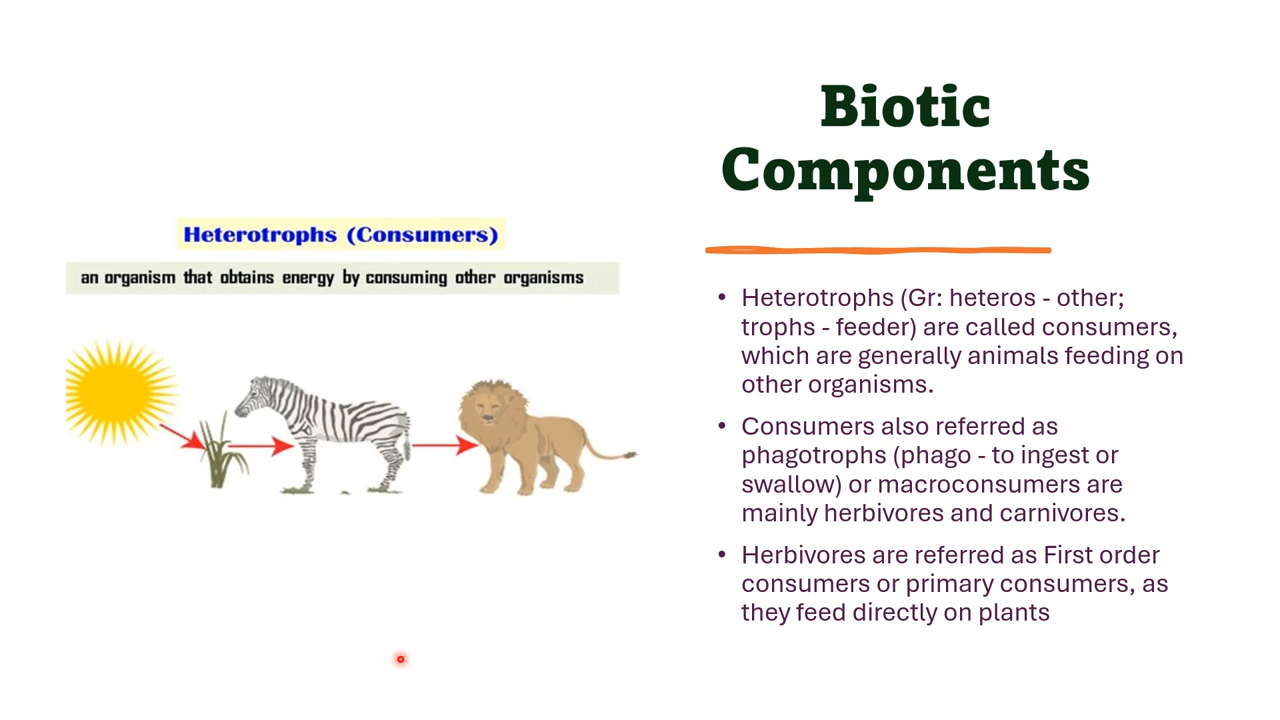 Biotic
Components
Heterotrophs (Consumers)
an organism that obtains energy by consuming other organisms
• Heterotrophs (Gr: heteros - other;
trophs - feeder) are called consumers,
which are generally animals feeding on
other organisms.
• Consumers also referred as
phagotrophs (phago - to ingest or
swallow) or macroconsumers are
mainly herbivores and carnivores.
• Herbivores are referred as First order
consumers or primary consumers, as
they feed directly on plants